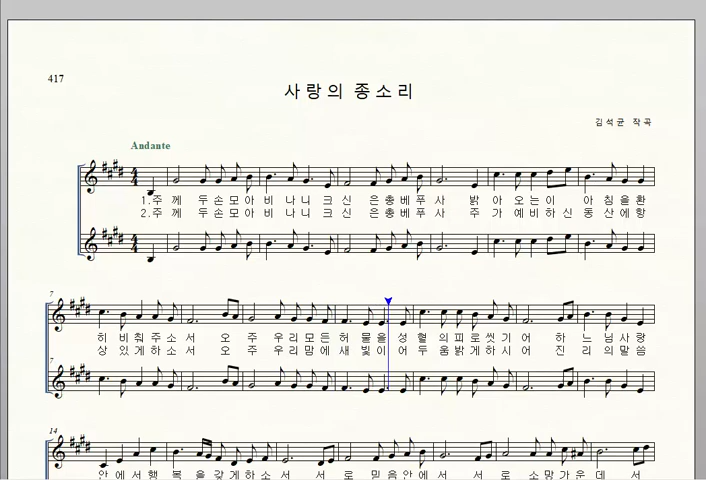 417
사랑의 종소리
김석균 작곡
Andante
1.주 께 두손모아 비 나니 크신 은총베푸사 밝 아 오는이 아 침을환
2.주 께 두손모아 비 나니 크신 은총베푸사 주 가 예비하신 동 산에향
7
히 비춰주소서 오 주 우리모든허 물을 성 혈 의피로씻기어 하 느 님사랑
상 있게하소서 오 주 우리맘에새 빛이 어 두 움밝게하시어 진 리 의말씀
7
14
안에서행 복 을 갖게하소서 서로 믿음안에서 서로 소망가운데서